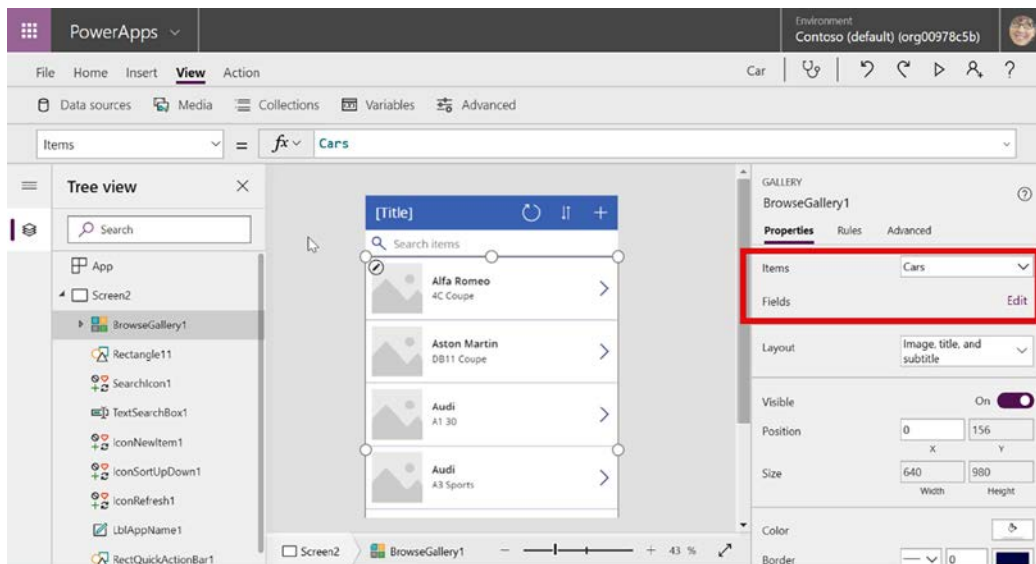 PowerApps
Environment
Contoso (default) (org00978c5b)
File Home Insert View Action
Car
Data sources Media Collections Variables Advanced
Items = fx Cars
Tree view
Search
App
Screen2
BrowseGallery1
Rectangle11
SearchIcon1
TextSearchBox1
IconNewItem1
IconSortUpDown1
IconRefresh1
LblAppName1
RectQuickActionBar1
[Title]
Search items
Alfa Romeo
4C Coupe
Aston Martin
DB11 Coupe
Audi
A1 30
Audi
A3 Sports
Screen2 BrowseGallery1 − + 43 %
GALLERY
BrowseGallery1
Properties Rules Advanced
Items Cars
Fields Edit
Layout Image, title, and
subtitle
Visible On
Position 0 156
X Y
Size 640 980
Width Height
Color
Border 0